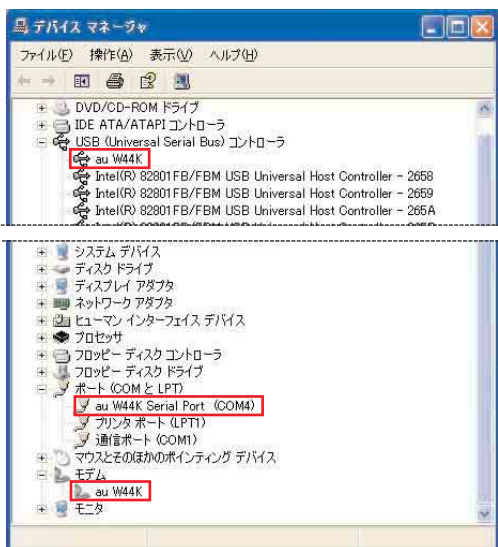 デバイス マネージャ
ファイル(F) 操作(A) 表示(V) ヘルプ(H)
DVD/CD-ROM ドライブ
IDE ATA/ATAPI コントローラ
USB (Universal Serial Bus) コントローラ
au W44K
Intel(R) 82801FB/FBM USB Universal Host Controller - 2658
Intel(R) 82801FB/FBM USB Universal Host Controller - 2659
Intel(R) 82801FB/FBM USB Universal Host Controller - 265A
システム デバイス
ディスク ドライブ
ディスプレイ アダプタ
ネットワーク アダプタ
ヒューマン インターフェイス デバイス
プロセッサ
フロッピー ディスク コントローラ
フロッピー ディスク ドライブ
ポート (COM と LPT)
au W44K Serial Port (COM4)
プリンタ ポート (LPT1)
通信ポート (COM1)
マウスとそのほかのポインティング デバイス
モデム
au W44K
モニタ